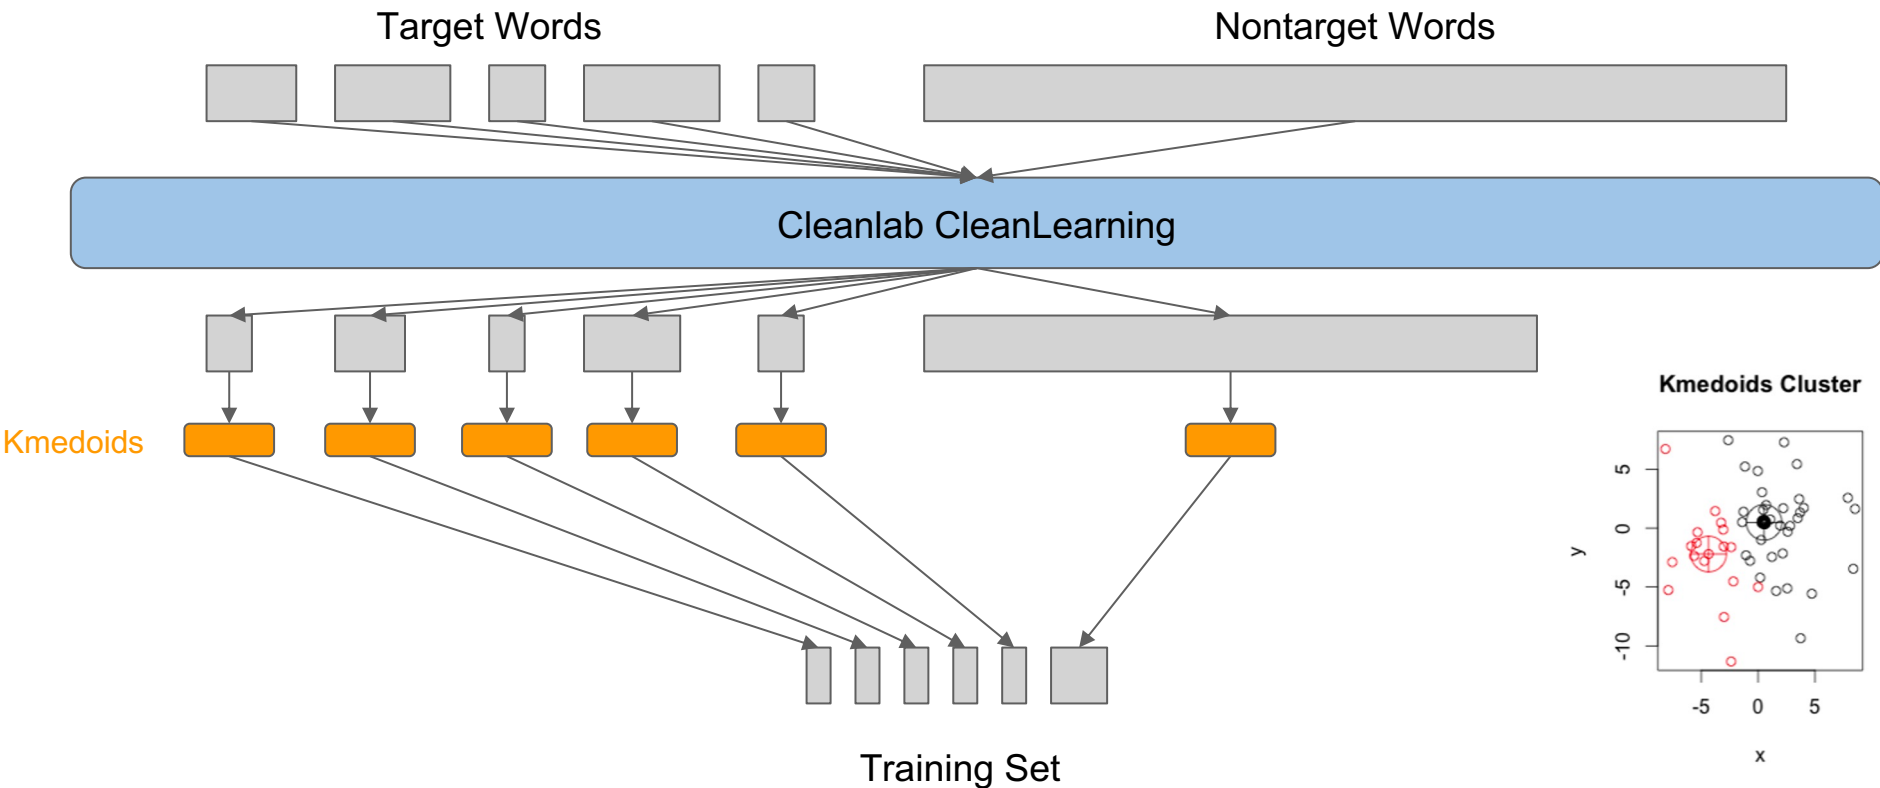 Target Words
Nontarget Words
Cleanlab CleanLearning
Kmedoids
Kmedoids Cluster
5
0
-5
-10
y
-5 0 5
x
Training Set